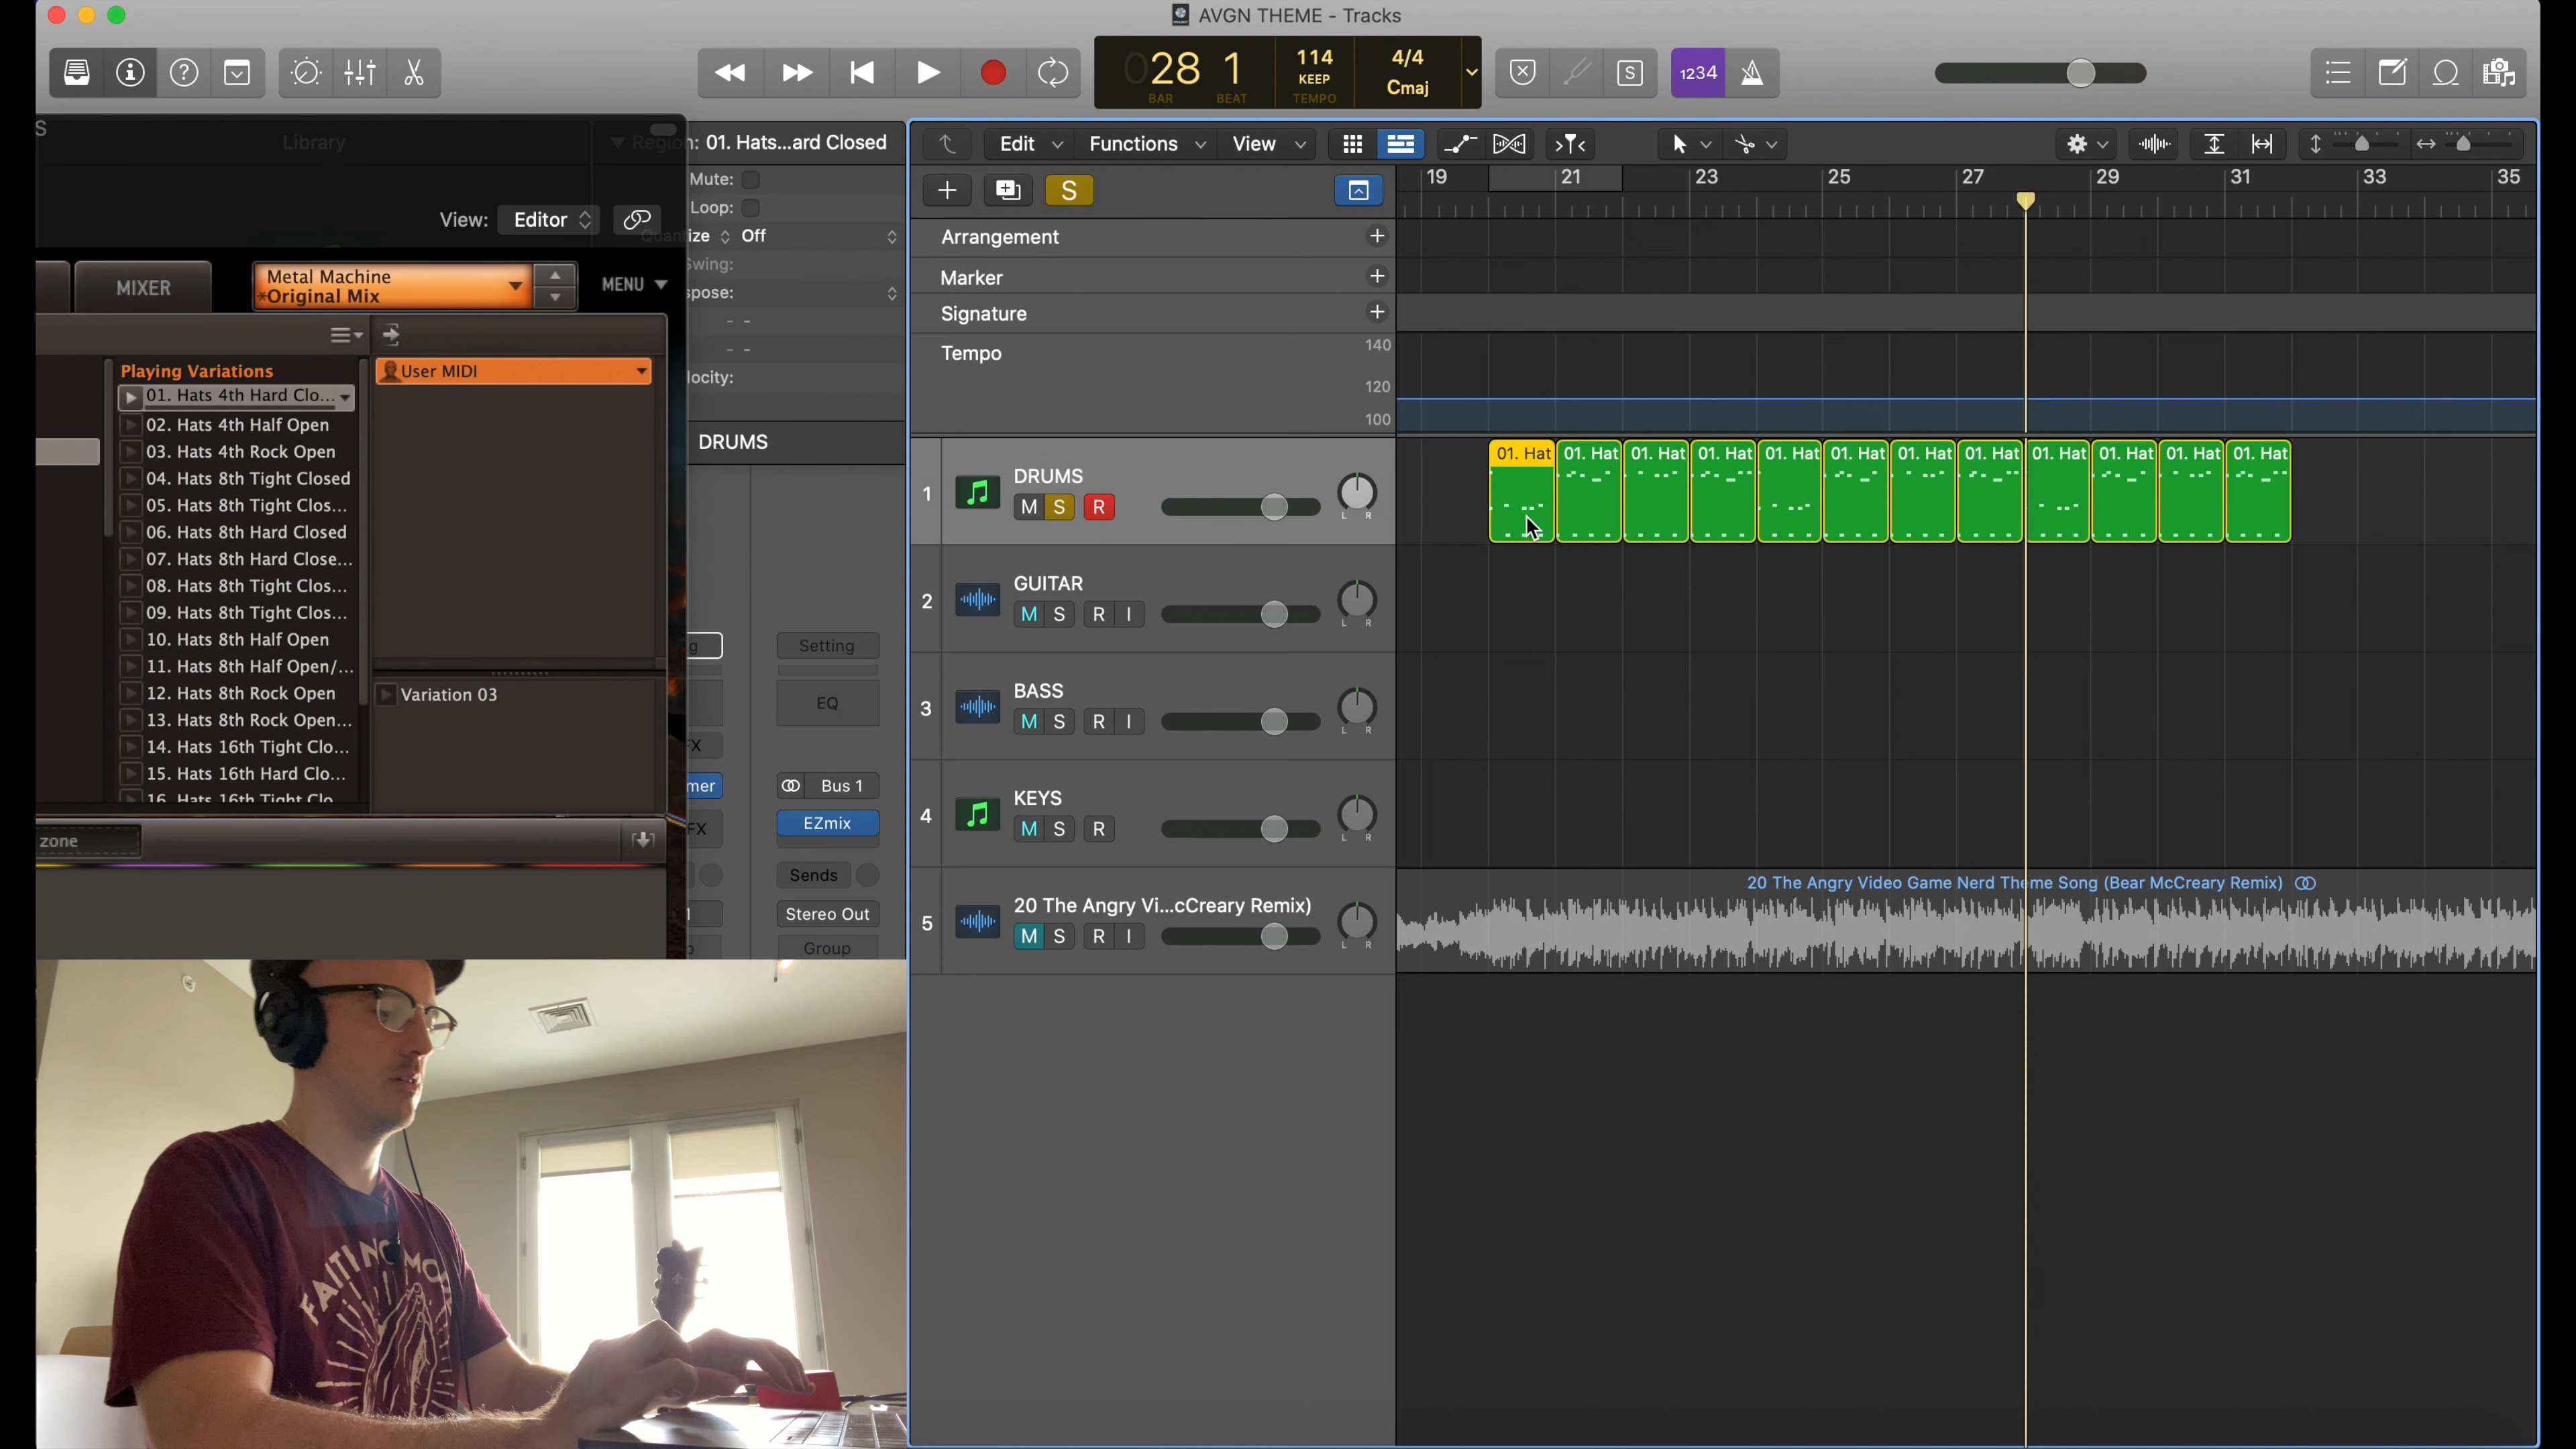 AVGN THEME - Tracks
028 1
BAR BEAT
114
KEEP
TEMPO
4/4
Cmaj
S
1234
Library
Region: 01. Hats...ard Closed
Mute:
Loop:
Quantize Off
Swing:
View: Editor
MIXER
Metal Machine
*Original Mix
MENU
Playing Variations
01. Hats 4th Hard Clo...
02. Hats 4th Half Open
03. Hats 4th Rock Open
04. Hats 8th Tight Closed
05. Hats 8th Tight Clos...
06. Hats 8th Hard Closed
07. Hats 8th Hard Close...
08. Hats 8th Tight Clos...
09. Hats 8th Tight Clos...
10. Hats 8th Half Open
11. Hats 8th Half Open/...
12. Hats 8th Rock Open
13. Hats 8th Rock Open...
14. Hats 16th Tight Clo...
15. Hats 16th Hard Clo...
16. Hats 16th Tight Clo
User MIDI
Variation 03
zone
DRUMS
Setting
EQ
Bus 1
EZmix
Sends
Stereo Out
Group
Edit Functions View
S
19 21 23 25 27 29 31 33 35
Arrangement
Marker
Signature
Tempo
140
120
100
1 DRUMS
M S R
L R
01. Hat 01. Hat 01. Hat 01. Hat 01. Hat 01. Hat 01. Hat 01. Hat 01. Hat 01. Hat 01. Hat 01. Hat
2 GUITAR
M S R I
L R
3 BASS
M S R I
L R
4 KEYS
M S R
L R
5 20 The Angry Vi...cCreary Remix)
M S R I
L R
20 The Angry Video Game Nerd Theme Song (Bear McCreary Remix)
FAITH NO MO